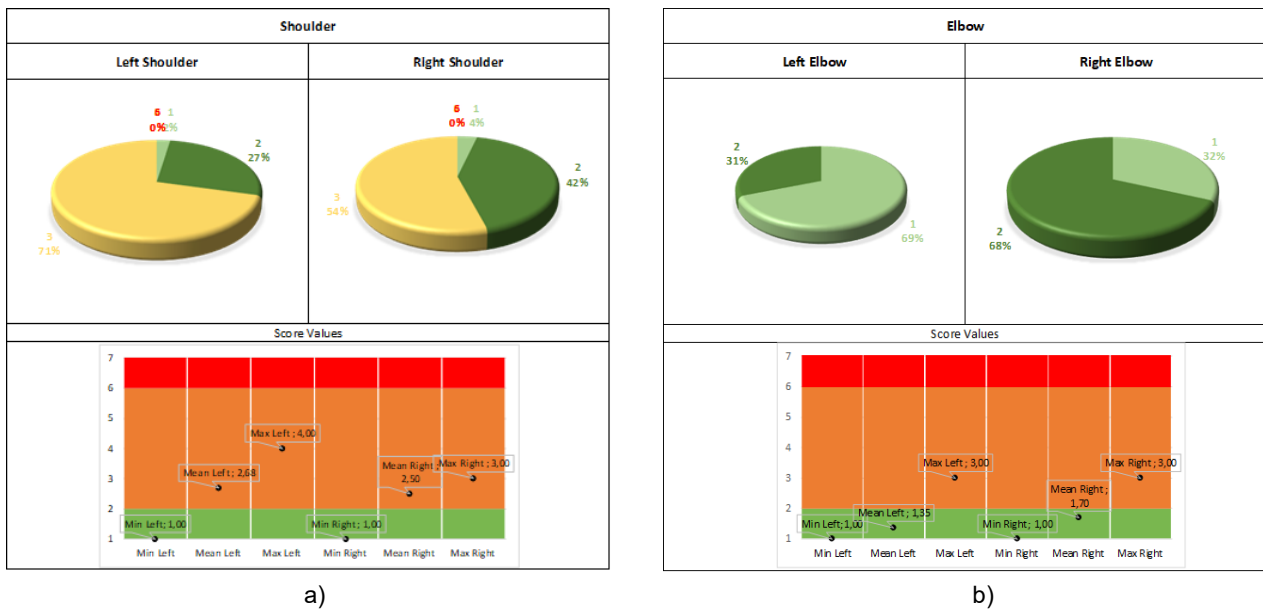 Shoulder
Left Shoulder
Right Shoulder
6 1
0% 2%
2
27%
3
71%
6 1
0% 4%
2
42%
3
54%
Score Values
7
6
5
4
3
2
1
Min Left ; 1,00
Mean Left ; 2,68
Max Left ; 4,00
Min Right ; 1,00
Mean Right ;
2,50
Max Right ; 3,00
Min Left Mean Left Max Left Min Right Mean Right Max Right
a)
Elbow
Left Elbow
Right Elbow
2
31%
1
69%
1
32%
2
68%
Score Values
7
6
5
4
3
2
1
Min Left ; 1,00
Mean Left ; 1,35
Max Left ; 3,00
Min Right ; 1,00
Mean Right ;
1,70
Max Right ; 3,00
Min Left Mean Left Max Left Min Right Mean Right Max Right
b)